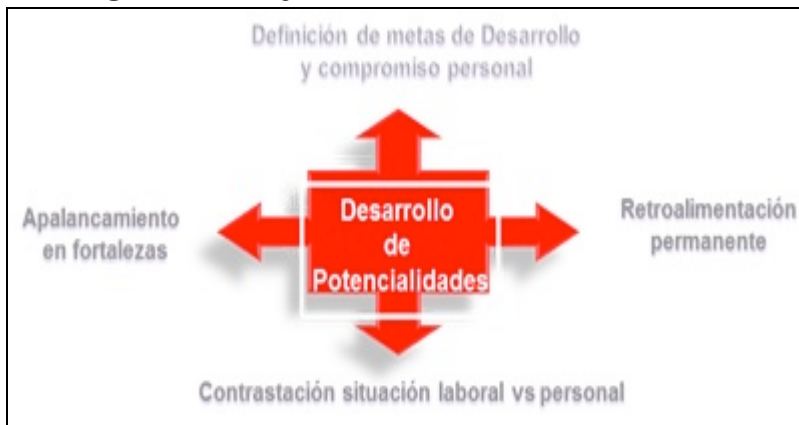 Definición de metas de Desarrollo
y compromiso personal
Apalancamiento
en fortalezas
Desarrollo
de
Potencialidades
Retroalimentación
permanente
Contrastación situación laboral vs personal